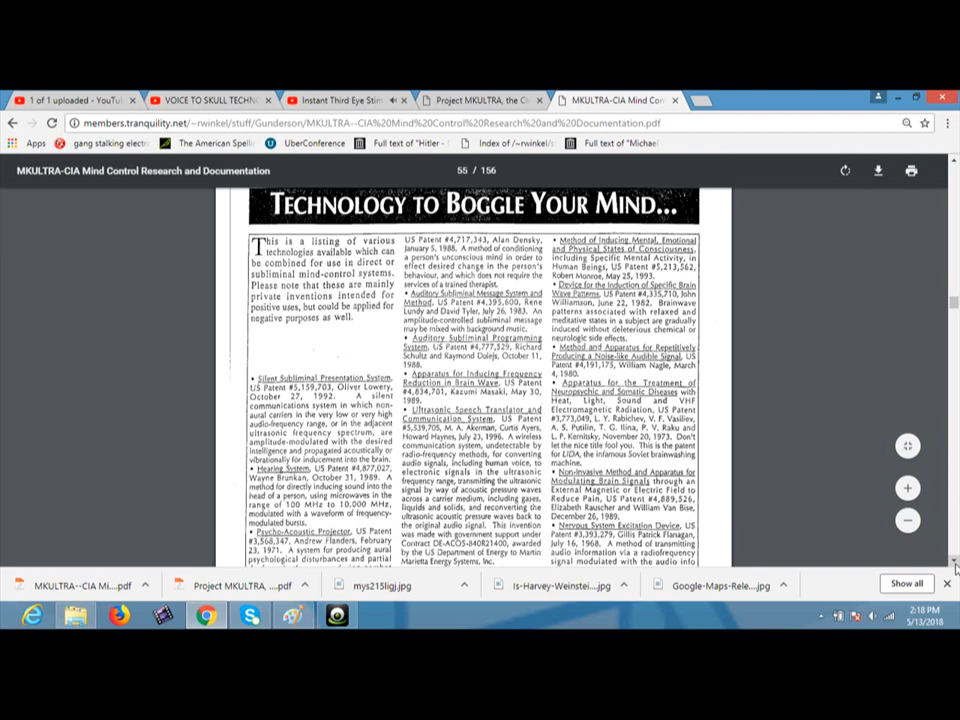 1 of 1 uploaded - YouTu
VOICE TO SKULL TECHN
Instant Third Eye Stim
Project MKULTRA, the C
MKULTRA-CIA Mind Con
members.tranquility.net/~rwinkel/stuff/Gunderson/MKULTRA--CIA%20Mind%20Control%20Research%20and%20Documentation.pdf
Apps
gang stalking electr
The American Spelli
UberConference
Full text of "Hitler -
Index of /~rwinkel/s
Full text of "Michael
MKULTRA-CIA Mind Control Research and Documentation
55 / 156
TECHNOLOGY TO BOGGLE YOUR MIND...
This is a listing of various
technologies available which can
be combined for use in direct or
subliminal mind-control systems.
Please note that these are mainly
private inventions intended for
positive uses, but could be applied for
negative purposes as well.
• Silent Subliminal Presentation System,
US Patent #5,159,703, Oliver Lowery,
October 27, 1992. A silent
communications system in which non-
aural carriers in the very low or very high
audio-frequency range, or in the adjacent
ultrasonic frequency spectrum, are
amplitude-modulated with the desired
intelligence and propagated acoustically or
vibrationally for inducement into the brain.
• Hearing System, US Patent #4,877,027,
Wayne Brunkan, October 31, 1989. A
method for directly inducing sound into the
head of a person, using microwaves in the
range of 100 MHz to 10,000 MHz,
modulated with a waveform of frequency-
modulated bursts.
• Psycho-Acoustic Projector, US Patent
#3,568,347, Andrew Flanders, February
23, 1971. A system for producing aural
psychological disturbances and partial
US Patent #4,717,343, Alan Densky,
January 5, 1988. A method of conditioning
a person's unconscious mind in order to
effect desired change in the person's
behaviour, and which does not require the
services of a trained therapist.
• Auditory Subliminal Message System and
Method, US Patent #4,395,600, Rene
Lundy and David Tyler, July 26, 1983. An
amplitude-controlled subliminal message
may be mixed with background music.
• Auditory Subliminal Programming
System, US Patent #4,777,529, Richard
Schultz and Raymond Dolejs, October 11,
1988.
• Apparatus for Inducing Frequency
Reduction in Brain Wave, US Patent
#4,834,701, Kazumi Masaki, May 30,
1989.
• Ultrasonic Speech Translator and
Communication System, US Patent
#5,539,705, M. A. Akerman, Curtis Ayers,
Howard Haynes, July 23, 1996. A wireless
communication system, undetectable by
radio-frequency methods, for converting
audio signals, including human voice, to
electronic signals in the ultrasonic
frequency range, transmitting the ultrasonic
signal by way of acoustic pressure waves
across a carrier medium, including gases,
liquids and solids, and reconverting the
ultrasonic acoustic pressure waves back to
the original audio signal. This invention
was made with government support under
Contract DE-ACO5-840R21400, awarded
by the US Department of Energy to Martin
Marietta Energy Systems, Inc.
• Method of Inducing Mental, Emotional
and Physical States of Consciousness,
including Specific Mental Activity, in
Human Beings, US Patent #5,213,562,
Robert Monroe, May 25, 1993.
• Device for the Induction of Specific Brain
Wave Patterns, US Patent #4,335,710, John
Williamson, June 22, 1982. Brainwave
patterns associated with relaxed and
meditative states in a subject are gradually
induced without deleterious chemical or
neurologic side effects.
• Method and Apparatus for Repetitively
Producing a Noise-like Audible Signal, US
Patent #4,191,175, William Nagle, March
4, 1980.
• Apparatus for the Treatment of
Neuropsychic and Somatic Diseases with
Heat, Light, Sound and VHF
Electromagnetic Radiation, US Patent
#3,773,049, L. Y. Rabichev, V. F. Vasiliev,
A. S. Putilin, T. G. Ilina, P. V. Raku and
L. P. Kemitsky, November 20, 1973. Don't
let the nice title fool you. This is the patent
for LIDA, the infamous Soviet brainwashing
machine.
• Non-Invasive Method and Apparatus for
Modulating Brain Signals through an
External Magnetic or Electric Field to
Reduce Pain, US Patent #4,889,526,
Elizabeth Rauscher and William Van Bise,
December 26, 1989.
• Nervous System Excitation Device, US
Patent #3,393,279, Gillis Patrick Flanagan,
July 16, 1968. A method of transmitting
audio information via a radiofrequency
signal modulated with the audio info
MKULTRA--CIA Mi....pdf
Project MKULTRA, ....pdf
mys215ligj.jpg
Is-Harvey-Weinstei....jpg
Google-Maps-Rele....jpg
Show all
2:18 PM
5/13/2018